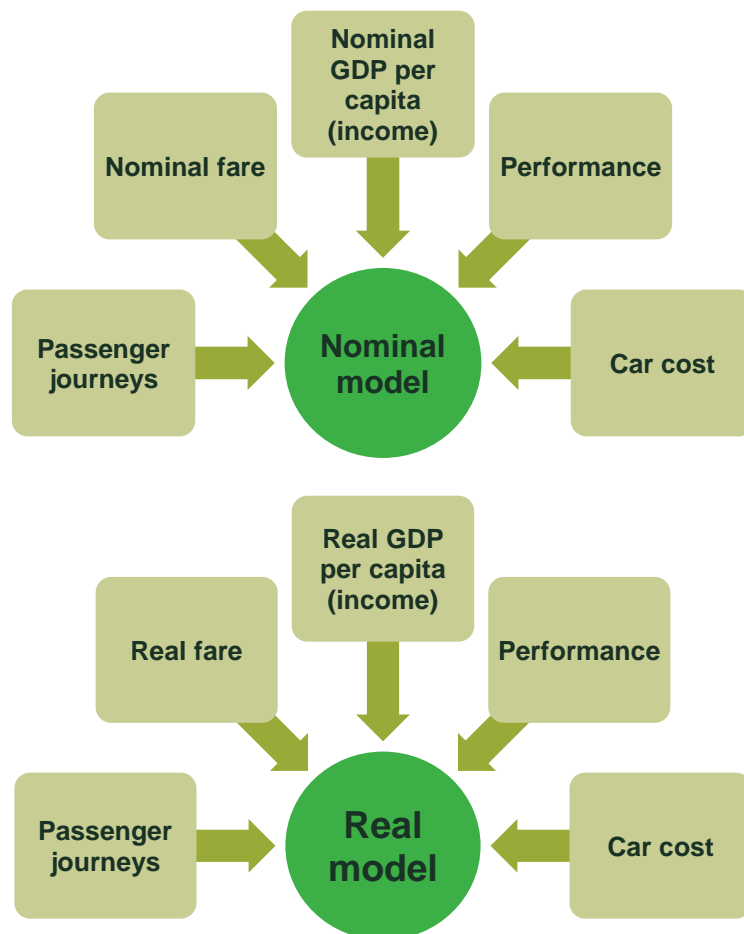 Nominal
GDP per
capita
(income)
Nominal fare
Performance
Passenger
journeys
Nominal
model
Car cost
Real GDP
per capita
(income)
Real fare
Performance
Passenger
journeys
Real
model
Car cost